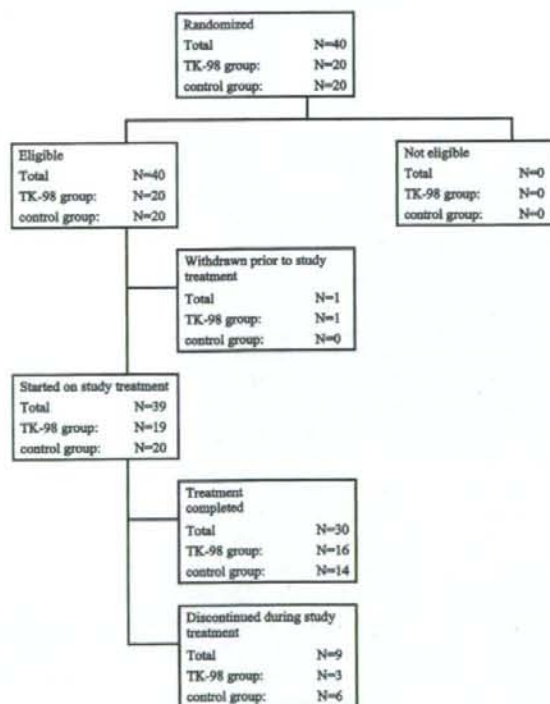 Randomized
Total N=40
TK-98 group: N=20
control group: N=20
Eligible
Total N=40
TK-98 group: N=20
control group: N=20
Not eligible
Total N=0
TK-98 group: N=0
control group: N=0
Withdrawn prior to study
treatment
Total N=1
TK-98 group: N=1
control group: N=0
Started on study treatment
Total N=39
TK-98 group: N=19
control group: N=20
Treatment
completed
Total N=30
TK-98 group: N=16
control group: N=14
Discontinued during study
treatment
Total N=9
TK-98 group: N=3
control group: N=6